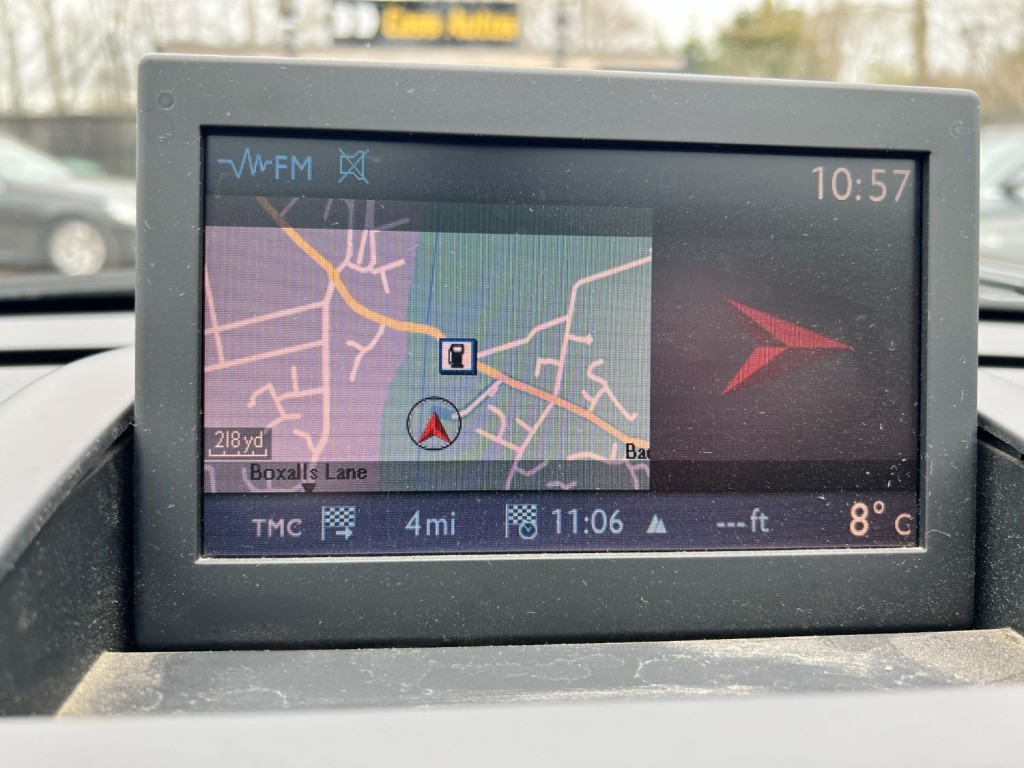 FM
10:57
218yd
Boxalls Lane
TMC 4mi 11:06 ---ft 8° C